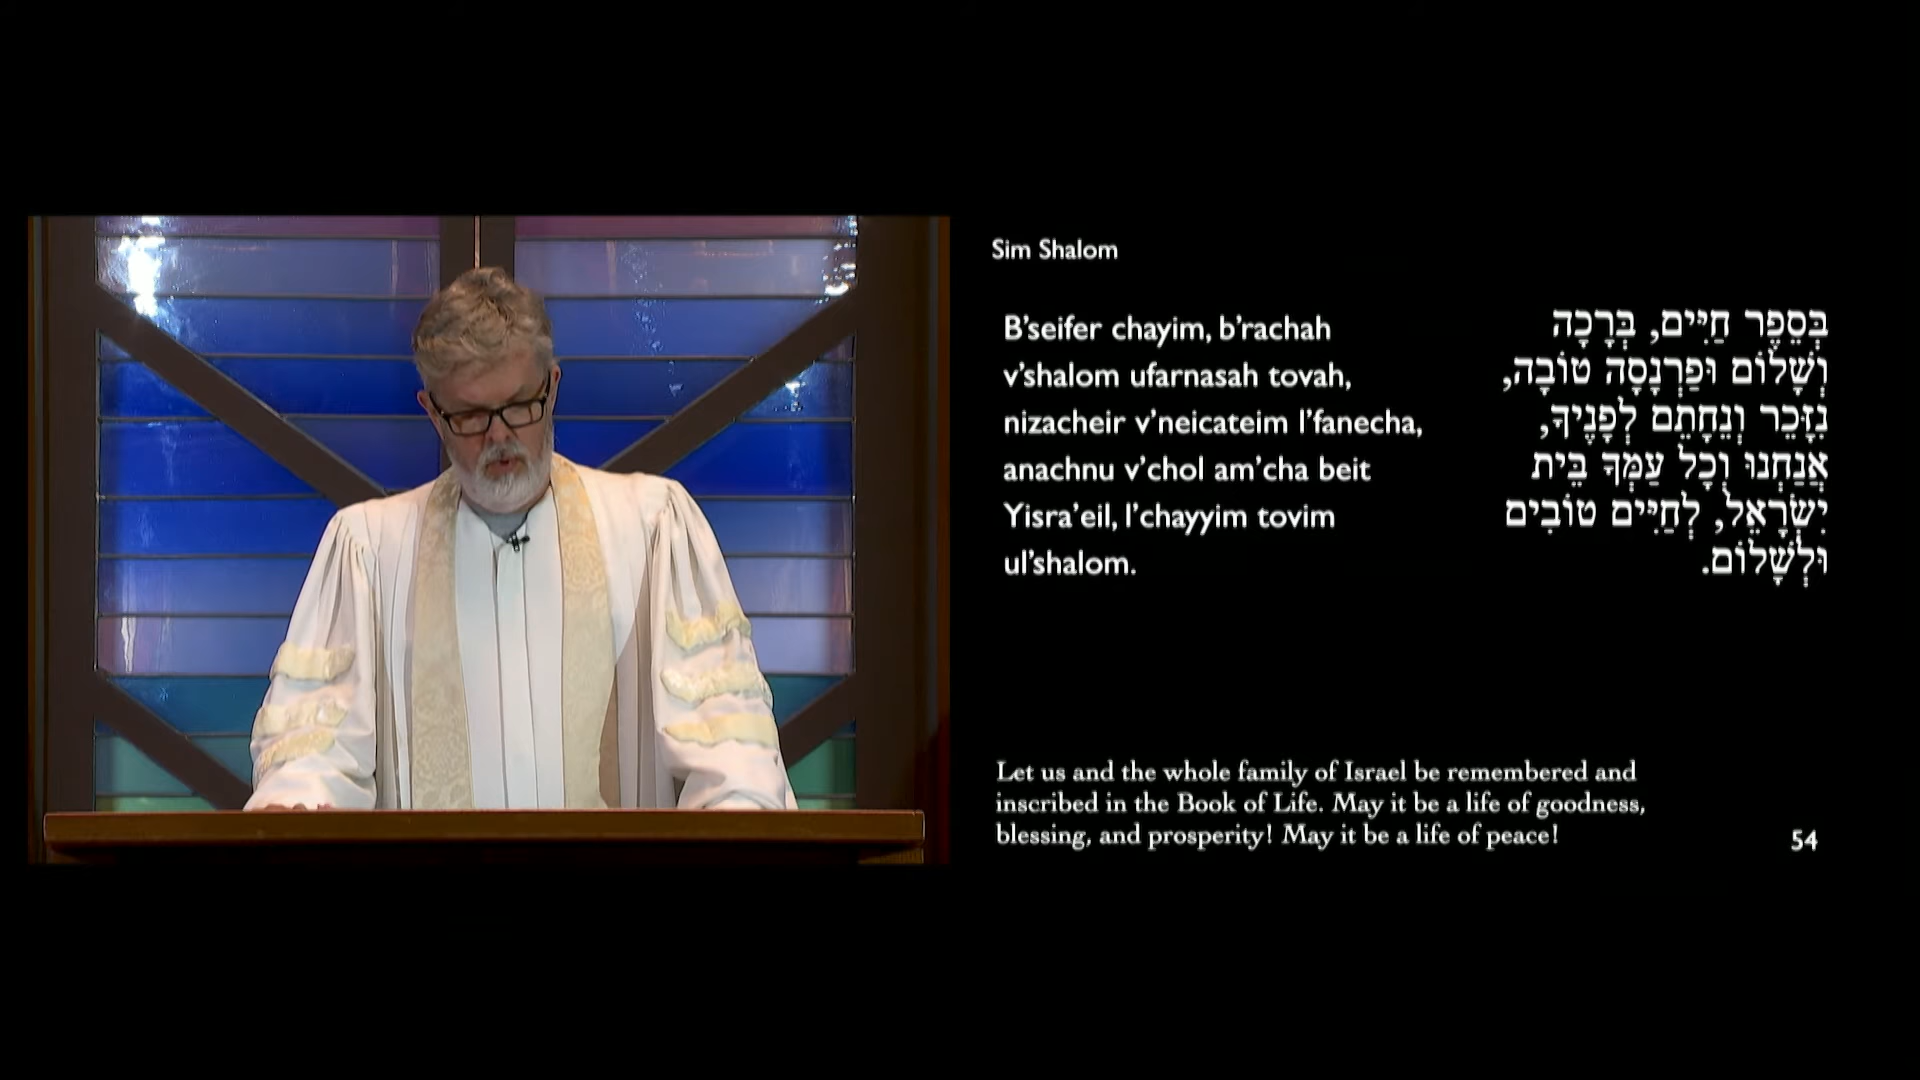 Sim Shalom
B’seifer chayim, b’rachah
v’shalom ufarnasah tovah,
nizacheir v’neicateim l’fanecha,
anachnu v’chol am’cha beit
Yisra’eil, l’chayyim tovim
ul’shalom.
בְּסֵפֶר חַיִּים, בְּרָכָה
וְשָׁלוֹם וּפַרְנָסָה טוֹבָה,
נִזָּכֵר וְנֵחָתֵם לְפָנֶיךָ,
אֲנַחְנוּ וְכָל עַמְּךָ בֵּית
יִשְׂרָאֵל, לְחַיִּים טוֹבִים
וּלְשָׁלוֹם.
Let us and the whole family of Israel be remembered and
inscribed in the Book of Life. May it be a life of goodness,
blessing, and prosperity! May it be a life of peace!
54